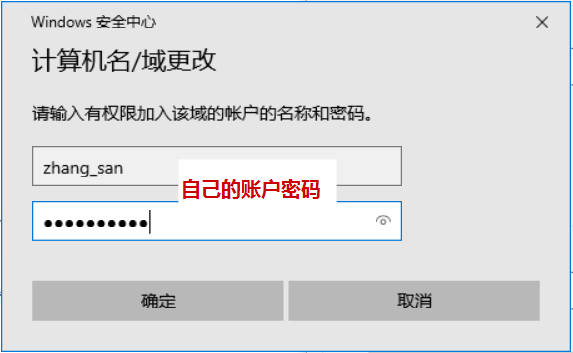 Windows 安全中心
计算机名/域更改
请输入有权限加入该域的帐户的名称和密码。
zhang_san
自己的账户密码
●●●●●●●●●●
确定
取消